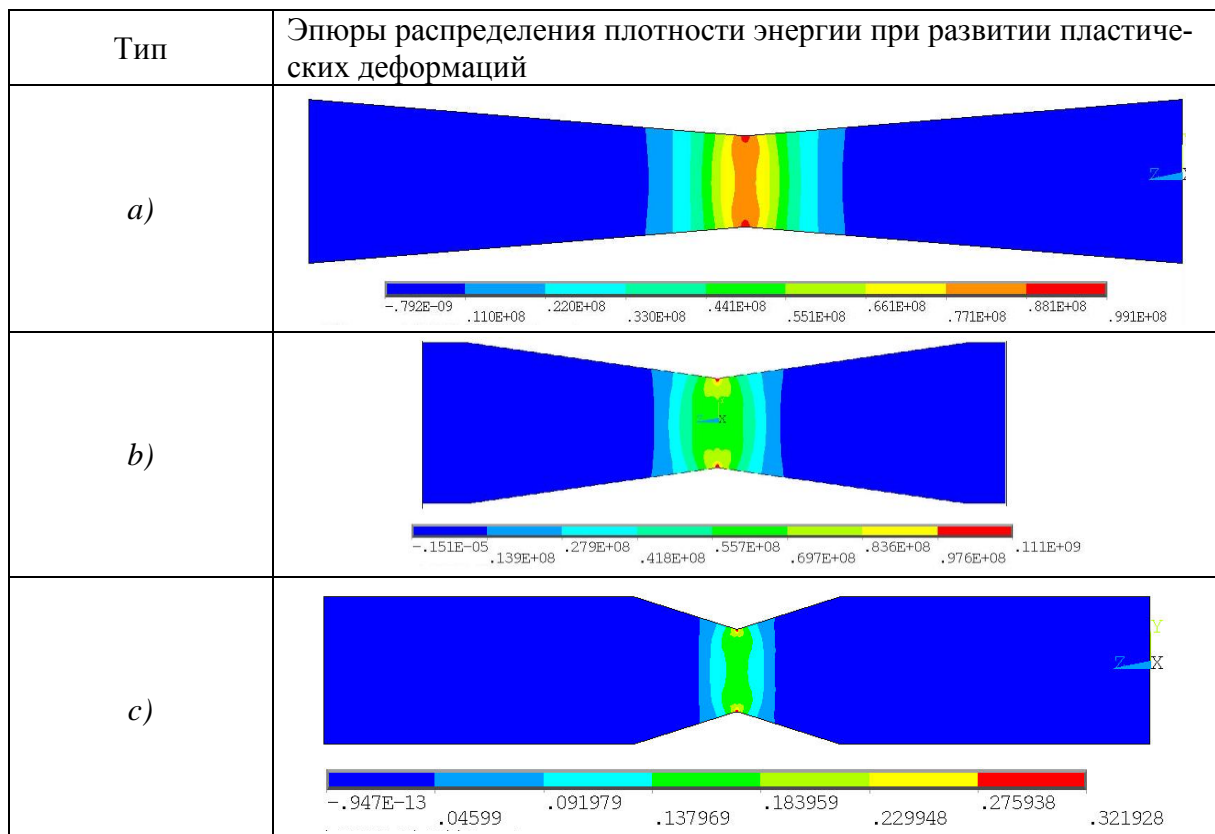 Тип
Эпюры распределения плотности энергии при развитии пластиче-
ских деформаций
a)
Z X
-.792E-09 .220E+08 .441E+08 .661E+08 .881E+08
.110E+08 .330E+08 .551E+08 .771E+08 .991E+08
b)
Z X
-.151E-05 .279E+08 .557E+08 .836E+08 .111E+09
.139E+08 .418E+08 .697E+08 .976E+08
c)
Y
Z X
-.947E-13 .091979 .183959 .275938
.04599 .137969 .229948 .321928